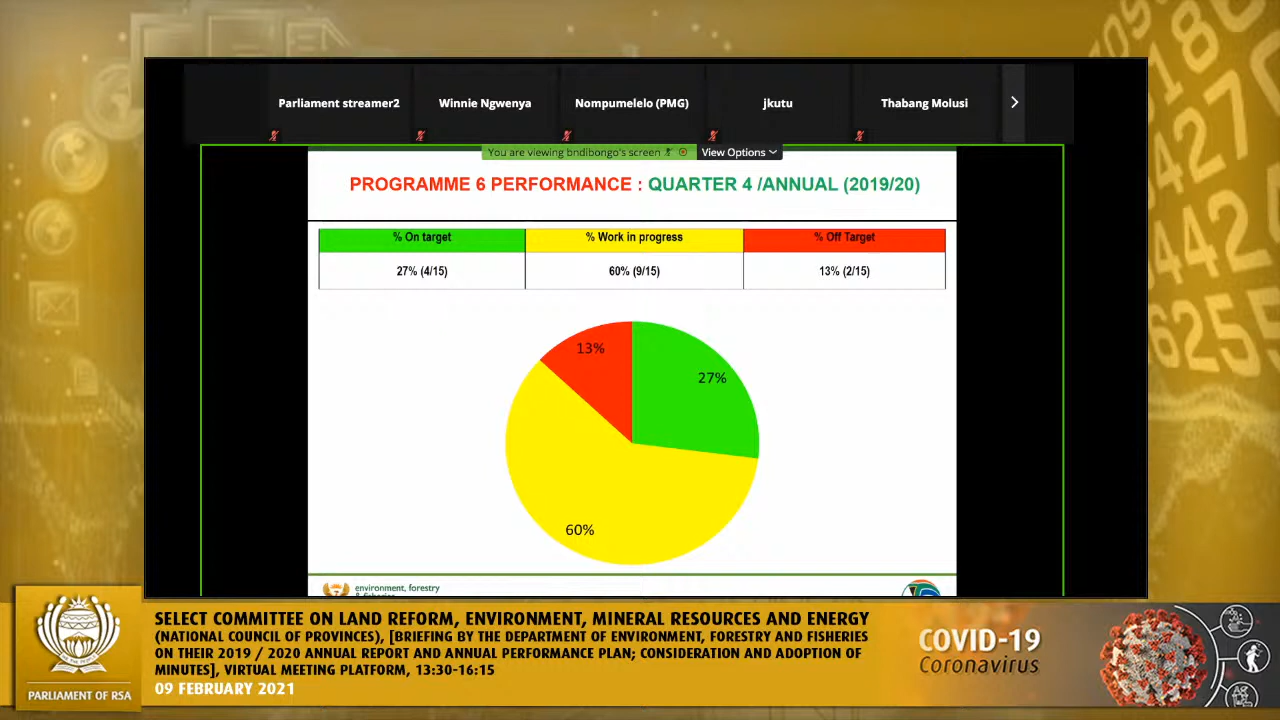 Parliament streamer2
Winnie Ngwenya
Nompumelelo (PMG)
jkutu
Thabang Molusi
You are viewing bndibongo's screen
View Options
PROGRAMME 6 PERFORMANCE : QUARTER 4 /ANNUAL (2019/20)
% On target
% Work in progress
% Off Target
27% (4/15)
60% (9/15)
13% (2/15)
13%
27%
60%
environment, forestry
& fisheries
SELECT COMMITTEE ON LAND REFORM, ENVIRONMENT, MINERAL RESOURCES AND ENERGY
(NATIONAL COUNCIL OF PROVINCES), [BRIEFING BY THE DEPARTMENT OF ENVIRONMENT, FORESTRY AND FISHERIES
ON THEIR 2019 / 2020 ANNUAL REPORT AND ANNUAL PERFORMANCE PLAN; CONSIDERATION AND ADOPTION OF
MINUTES], VIRTUAL MEETING PLATFORM, 13:30-16:15
09 FEBRUARY 2021
PARLIAMENT OF RSA
COVID-19
Coronavirus